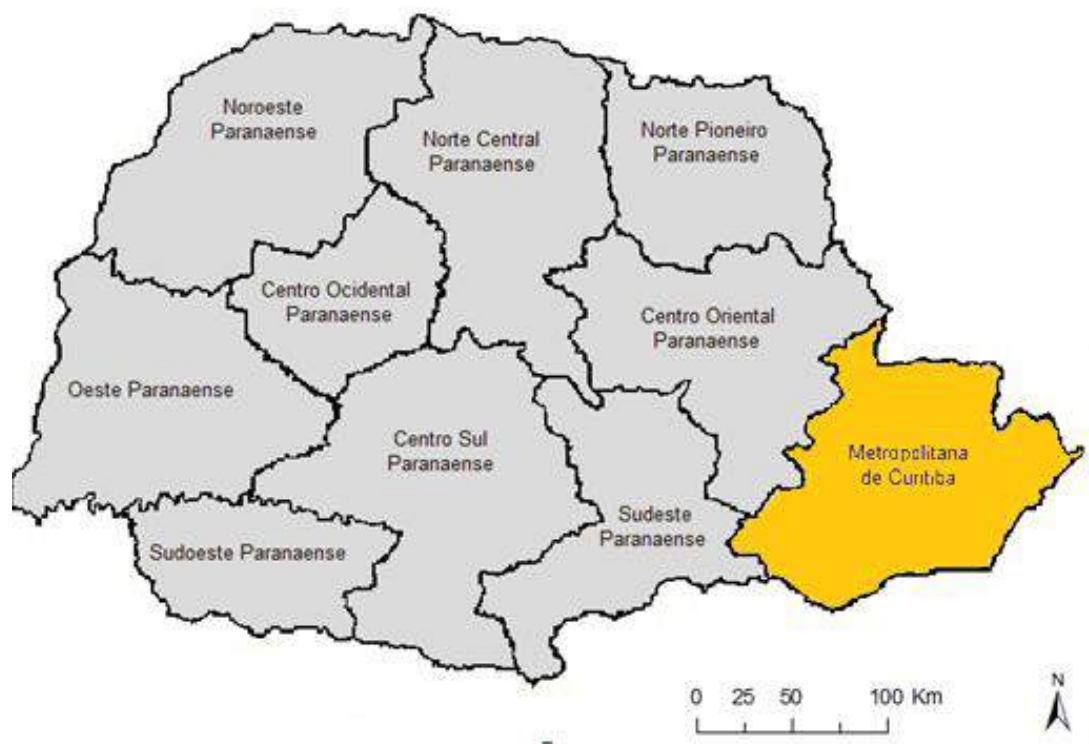 Noroeste
Paranaense
Norte Central
Paranaense
Norte Pioneiro
Paranaense
Centro Ocidental
Paranaense
Centro Oriental
Paranaense
Oeste Paranaense
Centro Sul
Paranaense
Metropolitana
de Curitiba
Sudeste
Paranaense
Sudoeste Paranaense
N
0 25 50 100 Km